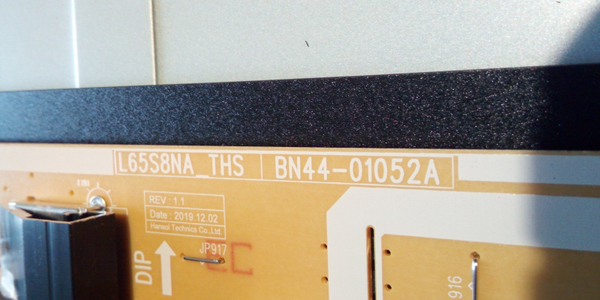 L65S8NA_THS BN44-01052A
REV : 1.1
Date : 2019.12.02
Hansol Technics Co.,Ltd.
JP917
DIP
916